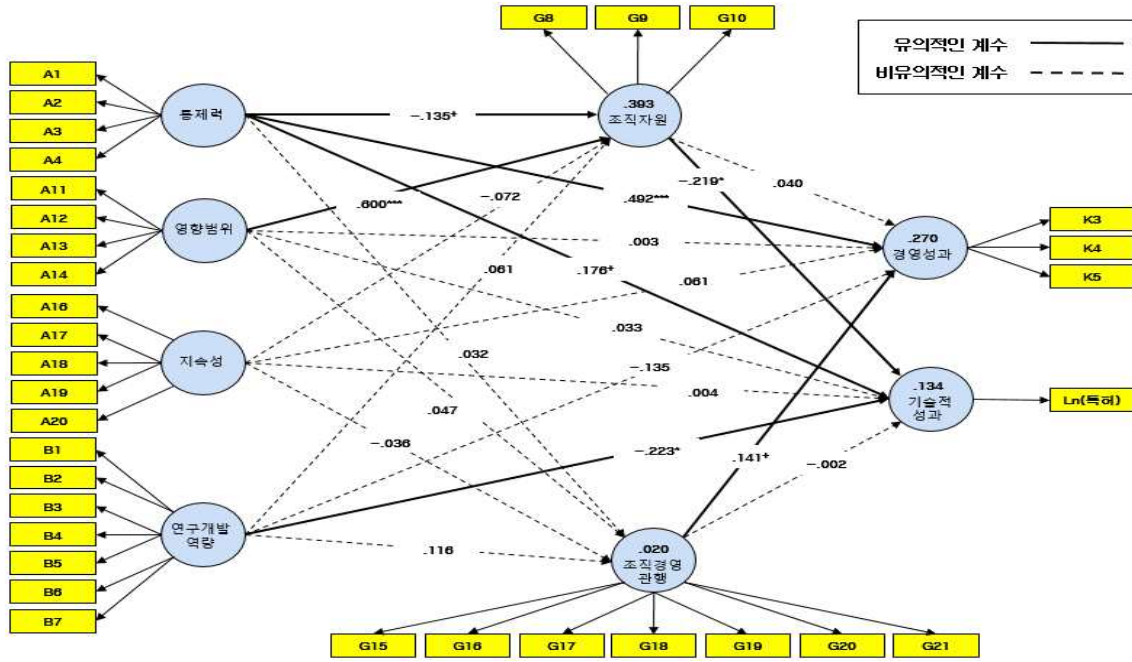 G8 G9 G10
유의적인 계수
비유의적인 계수
A1
A2
A3
A4
통제력
-.135⁺
.393
조직자원
A11
A12
A13
A14
영향범위
.600***
-.072
-.219*
.040
.492***
.003
.061
.176⁺
.061
.270
경영성과
K3
K4
K5
A16
A17
A18
A19
A20
지속성
.033
.032
-.135
.004
.047
-.036
.134
기술적
성과
Ln(특허)
B1
B2
B3
B4
B5
B6
B7
연구개발
역량
-.223*
.141⁺
-.002
.116
.020
조직경영
관행
G15 G16 G17 G18 G19 G20 G21